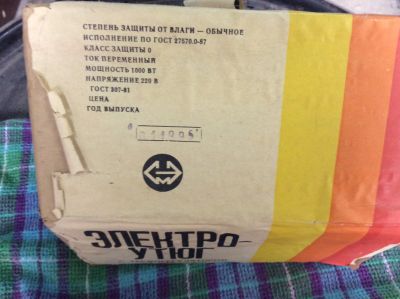 СТЕПЕНЬ ЗАЩИТЫ ОТ ВЛАГИ — ОБЫЧНОЕ
ИСПОЛНЕНИЕ ПО ГОСТ 27570.0-87
КЛАСС ЗАЩИТЫ 0
ТОК ПЕРЕМЕННЫЙ
МОЩНОСТЬ 1000 ВТ
НАПРЯЖЕНИЕ 220 В
ГОСТ 307-81
ЦЕНА
ГОД ВЫПУСКА
ЭЛЕКТРО-
УТЮГ